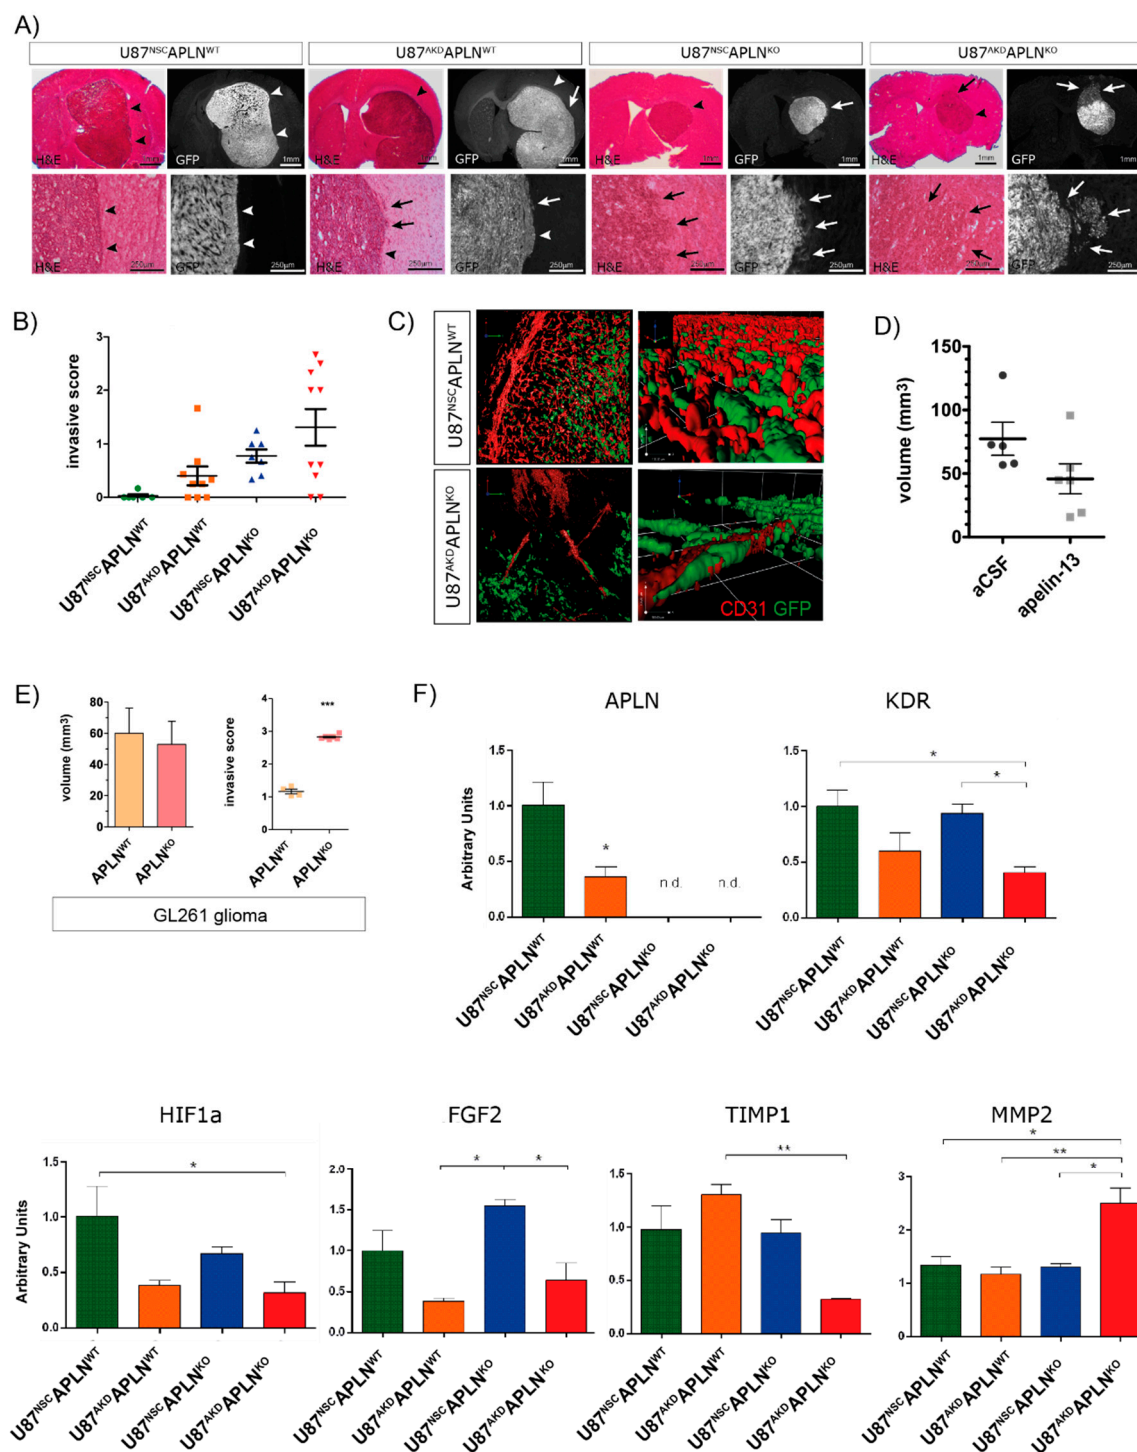 A)
U87ᴺˢᶜAPLNᵂᵀ U87ᴬᴷᴰAPLNᵂᵀ U87ᴺˢᶜAPLNᴷᴼ U87ᴬᴷᴰAPLNᴷᴼ
H&E 1mm GFP 1mm H&E 1mm GFP 1mm H&E 1mm GFP 1mm H&E 1mm GFP 1mm
H&E 250µm GFP 250µm H&E 250µm GFP 250µm H&E 250µm GFP 250µm H&E 250µm GFP 250µm
B)
invasive score
3
2
1
0
U87ᴺˢᶜAPLNᵂᵀ
U87ᴬᴷᴰAPLNᵂᵀ
U87ᴺˢᶜAPLNᴷᴼ
U87ᴬᴷᴰAPLNᴷᴼ
C)
U87ᴺˢᶜAPLNᵂᵀ
U87ᴬᴷᴰAPLNᴷᴼ
CD31 GFP
D)
volume (mm³)
150
100
50
0
aCSF
apelin-13
E)
volume (mm³)
80
60
40
20
0
APLNᵂᵀ
APLNᴷᴼ
invasive score
4
3
2
1
0
***
APLNᵂᵀ
APLNᴷᴼ
GL261 glioma
F)
APLN
Arbitrary Units
1.5
1.0
0.5
0.0
*
n.d.
n.d.
U87ᴺˢᶜAPLNᵂᵀ
U87ᴬᴷᴰAPLNᵂᵀ
U87ᴺˢᶜAPLNᴷᴼ
U87ᴬᴷᴰAPLNᴷᴼ
KDR
1.5
1.0
0.5
0.0
*
*
U87ᴺˢᶜAPLNᵂᵀ
U87ᴬᴷᴰAPLNᵂᵀ
U87ᴺˢᶜAPLNᴷᴼ
U87ᴬᴷᴰAPLNᴷᴼ
HIF1a
Arbitrary Units
1.5
1.0
0.5
0.0
*
U87ᴺˢᶜAPLNᵂᵀ
U87ᴬᴷᴰAPLNᵂᵀ
U87ᴺˢᶜAPLNᴷᴼ
U87ᴬᴷᴰAPLNᴷᴼ
FGF2
2.0
1.5
1.0
0.5
0.0
*
*
U87ᴺˢᶜAPLNᵂᵀ
U87ᴬᴷᴰAPLNᵂᵀ
U87ᴺˢᶜAPLNᴷᴼ
U87ᴬᴷᴰAPLNᴷᴼ
TIMP1
1.5
1.0
0.5
0.0
**
U87ᴺˢᶜAPLNᵂᵀ
U87ᴬᴷᴰAPLNᵂᵀ
U87ᴺˢᶜAPLNᴷᴼ
U87ᴬᴷᴰAPLNᴷᴼ
MMP2
3
2
1
0
*
**
*
U87ᴺˢᶜAPLNᵂᵀ
U87ᴬᴷᴰAPLNᵂᵀ
U87ᴺˢᶜAPLNᴷᴼ
U87ᴬᴷᴰAPLNᴷᴼ